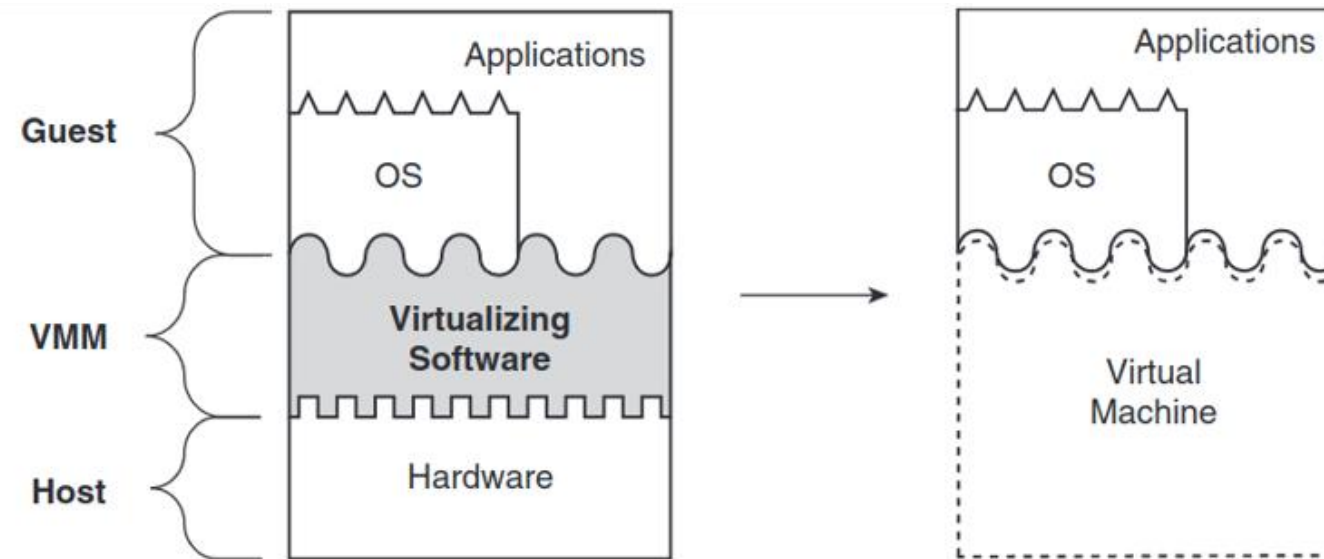 Applications
Guest
OS
VMM
Virtualizing
Software
Host
Hardware
Applications
OS
Virtual
Machine